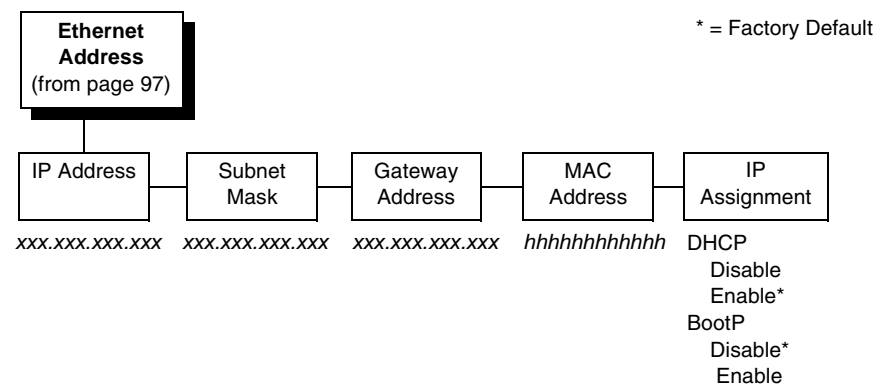 Ethernet
Address
(from page 97)
* = Factory Default
IP Address
Subnet
Mask
Gateway
Address
MAC
Address
IP
Assignment
xxx.xxx.xxx.xxx
xxx.xxx.xxx.xxx
xxx.xxx.xxx.xxx
hhhhhhhhhhhh
DHCP
Disable
Enable*
BootP
Disable*
Enable